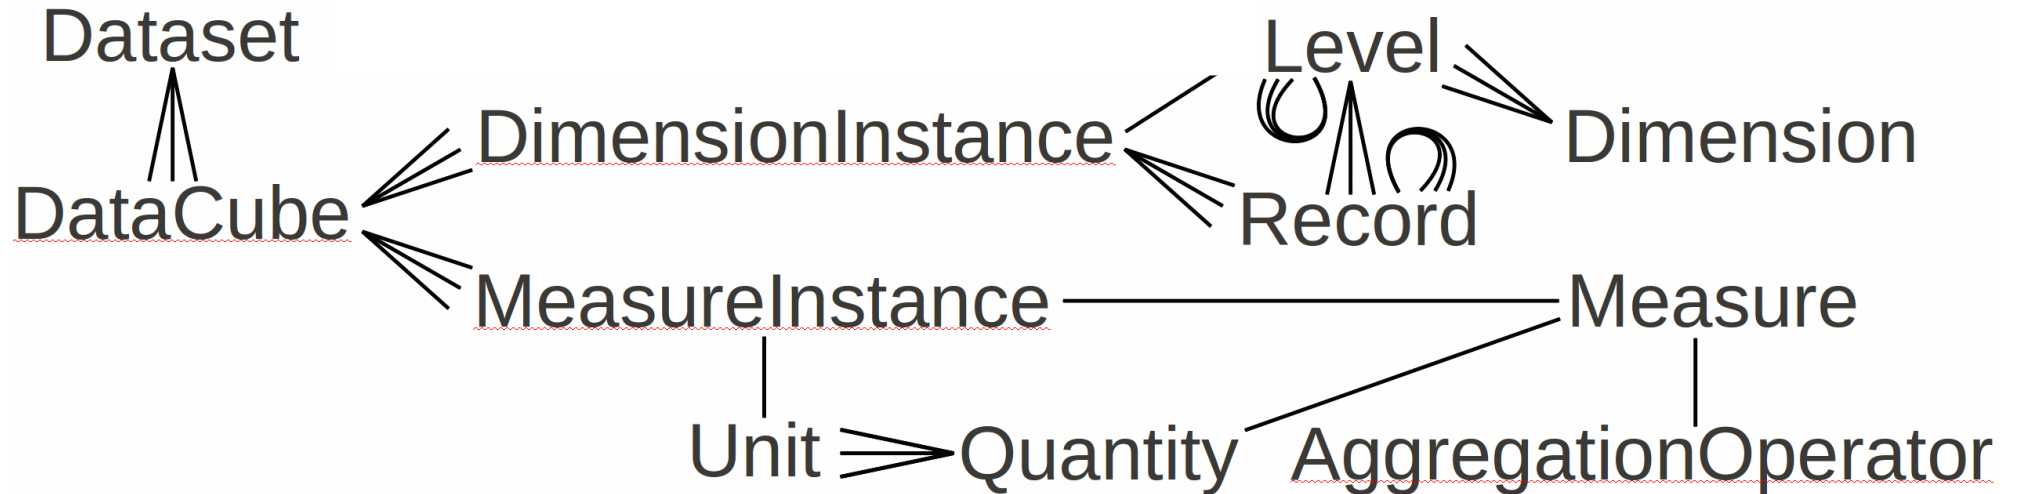 Dataset
Level
DimensionInstance
Dimension
DataCube
Record
MeasureInstance
Measure
Unit
Quantity
AggregationOperator